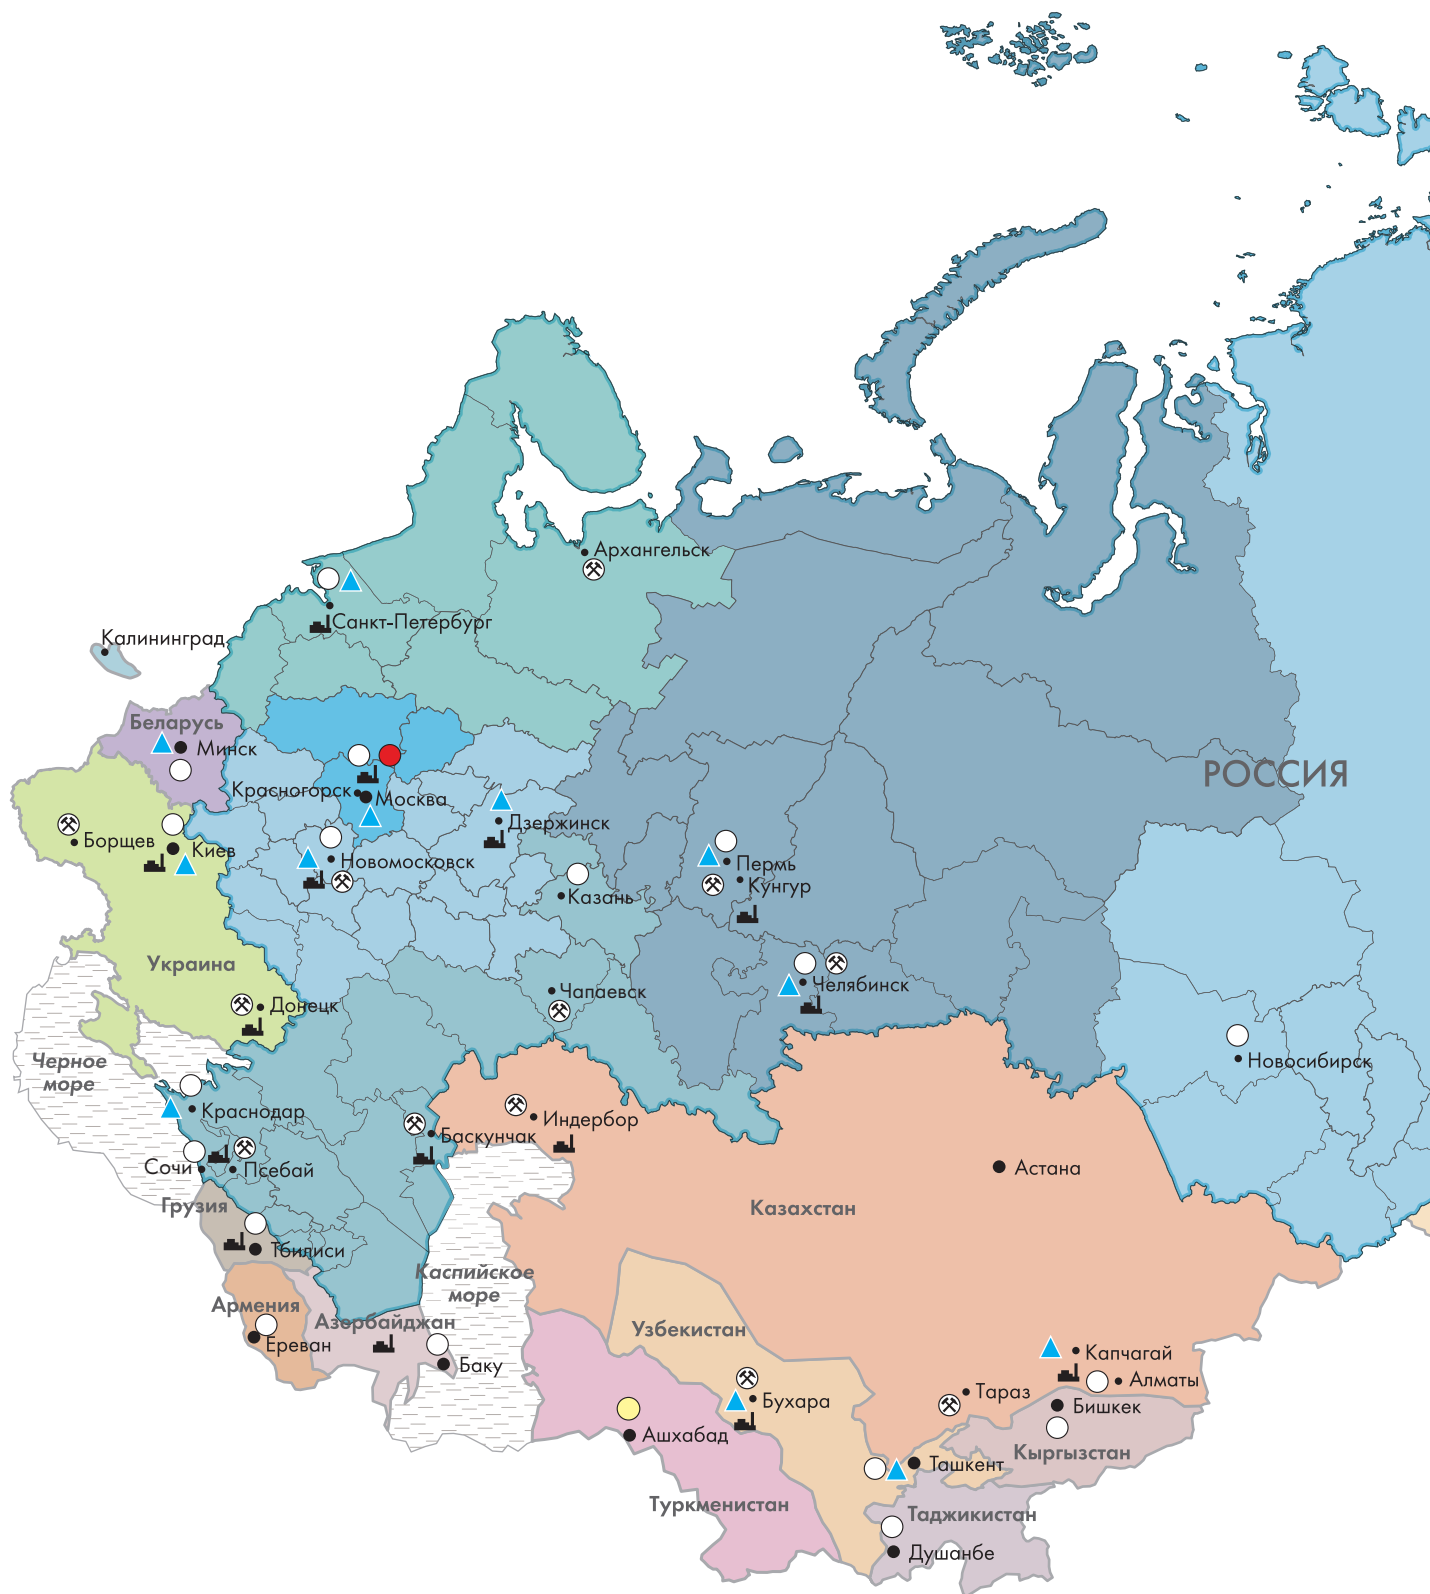 Архангельск
Санкт-Петербург
Калининград
Беларусь
Минск
РОССИЯ
Красногорск
Москва
Дзержинск
Борщев
Киев
Новомосковск
Пермь
Кунгур
Казань
Украина
Чапаевск
Челябинск
Донецк
Черное
море
Новосибирск
Краснодар
Индербор
Баскунчак
Сочи
Псебай
Астана
Грузия
Казахстан
Тбилиси
Каспийское
море
Армения
Азербайджан
Узбекистан
Ереван
Баку
Капчагай
Алматы
Тараз
Бухара
Бишкек
Ашхабад
Кыргызстан
Ташкент
Туркменистан
Таджикистан
Душанбе